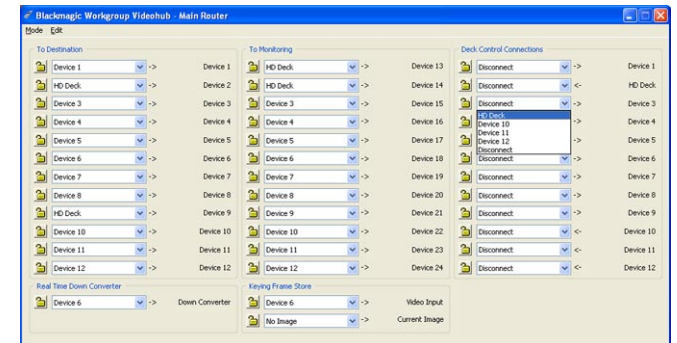 Blackmagic Workgroup Videohub - Main Router
Mode Edit
To Destination
Device 1 -> Device 1
HD Deck -> Device 2
Device 3 -> Device 3
Device 4 -> Device 4
Device 5 -> Device 5
Device 6 -> Device 6
Device 7 -> Device 7
Device 8 -> Device 8
HD Deck -> Device 9
Device 10 -> Device 10
Device 11 -> Device 11
Device 12 -> Device 12
To Monitoring
HD Deck -> Device 13
HD Deck -> Device 14
Device 3 -> Device 15
Device 4 -> Device 16
Device 5 -> Device 17
Device 6 -> Device 18
Device 7 -> Device 19
Device 8 -> Device 20
Device 9 -> Device 21
Device 10 -> Device 22
Device 11 -> Device 23
Device 12 -> Device 24
Deck Control Connections
Disconnect -> Device 1
Disconnect <- HD Deck
Disconnect -> Device 3
HD Deck
Device 10
-> Device 4
Device 11
Device 12
-> Device 5
Disconnect
Disconnect -> Device 6
Disconnect -> Device 7
Disconnect -> Device 8
Disconnect -> Device 9
Disconnect <- Device 10
Disconnect <- Device 11
Disconnect <- Device 12
Real Time Down Converter
Device 6 -> Down Converter
Keying Frame Store
Device 6 -> Video Input
No Image -> Current Image